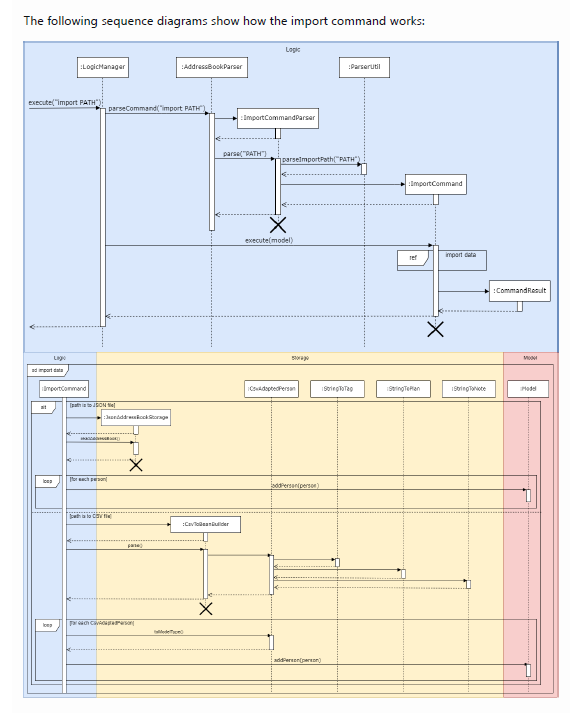 The following sequence diagrams show how the import command works:
Logic
:LogicManager
:AddressBookParser
:ParserUtil
execute("import PATH")
parseCommand("import PATH")
:ImportCommandParser
parse("PATH")
parseImportPath("PATH")
:ImportCommand
execute(model)
ref
import data
:CommandResult
Logic
Storage
Model
sd import data
:ImportCommand
:CsvAdaptedPerson
:StringToTag
:StringToPlan
:StringToNote
:Model
alt
[path is to JSON file]
:JsonAddressBookStorage
readAddressBook()
loop
[for each person]
addPerson(person)
[path is to CSV file]
:CsvToBeanBuilder
parse()
loop
[for each CsvAdaptedPerson]
toModelType()
addPerson(person)